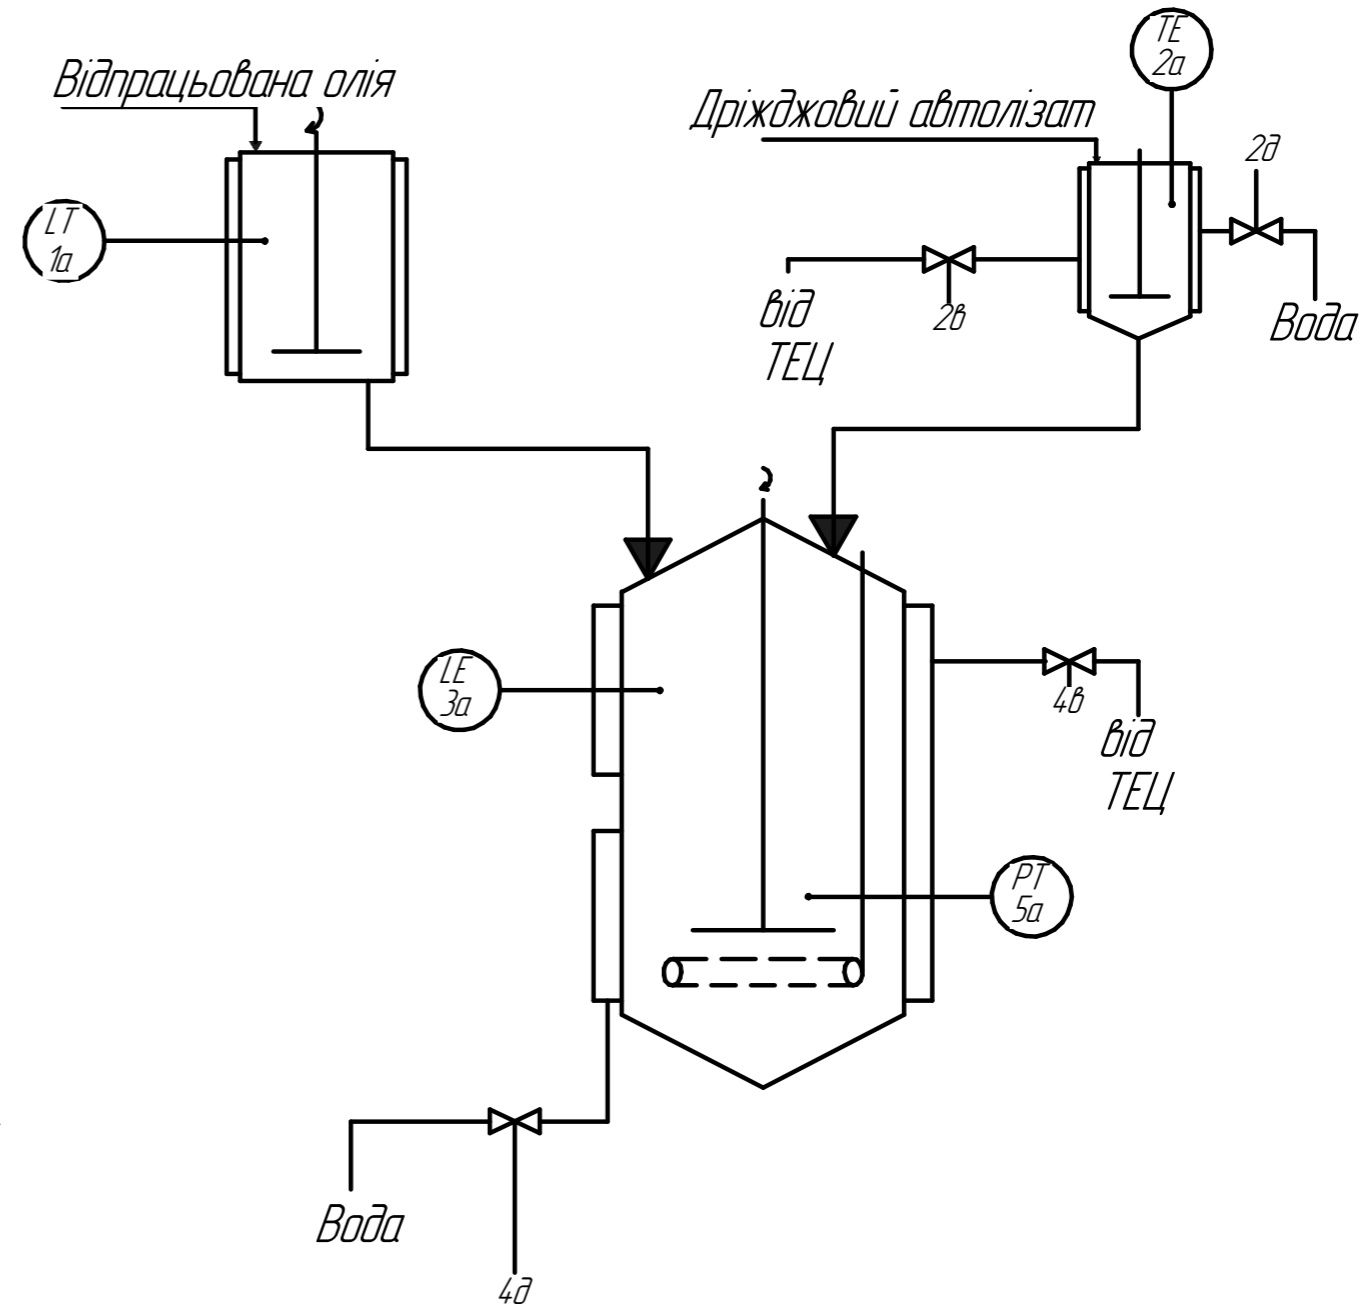 Відпрацьована олія
LT
1а
Дріжджовий автолізат
TE
2а
2д
Вода
2в
від
ТЕЦ
LE
3а
4в
від
ТЕЦ
PT
5а
Вода
4д